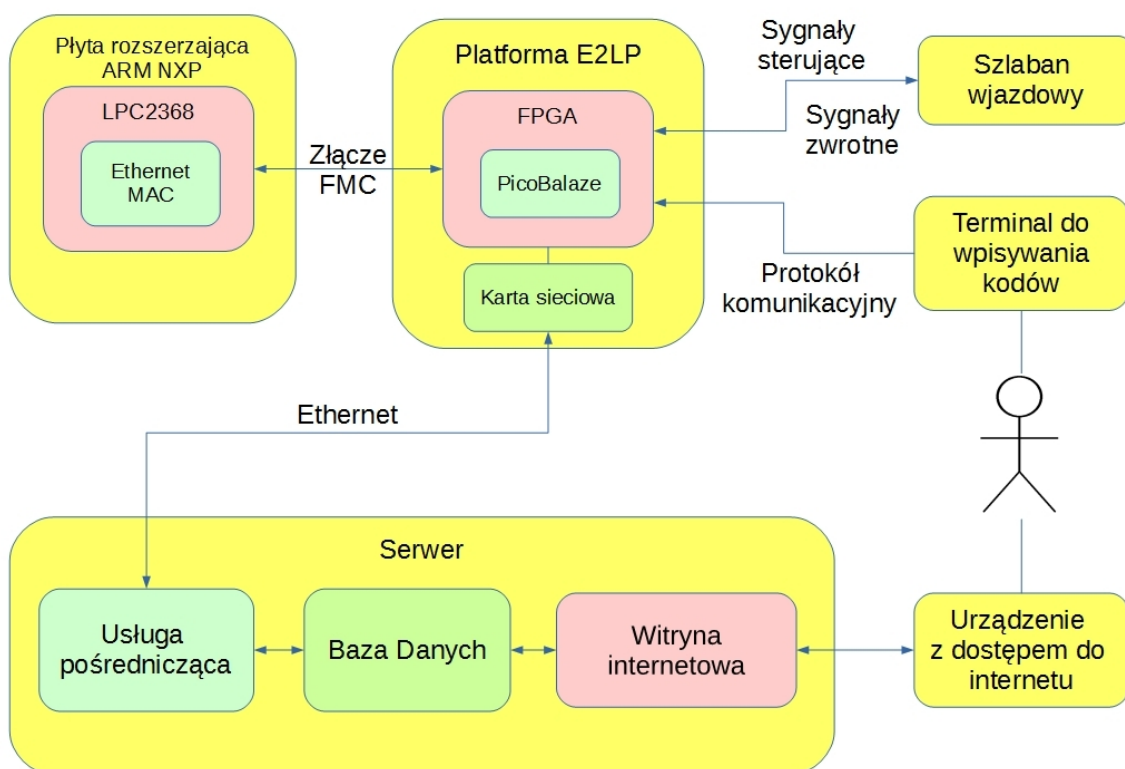 Płyta rozszerzająca
ARM NXP
LPC2368
Ethernet
MAC
Złącze
FMC
Platforma E2LP
FPGA
PicoBalaze
Karta sieciowa
Sygnały
sterujące
Sygnały
zwrotne
Szlaban
wjazdowy
Terminal do
wpisywania
kodów
Protokół
komunikacyjny
Ethernet
Serwer
Usługa
pośrednicząca
Baza Danych
Witryna
internetowa
Urządzenie
z dostępem do
internetu